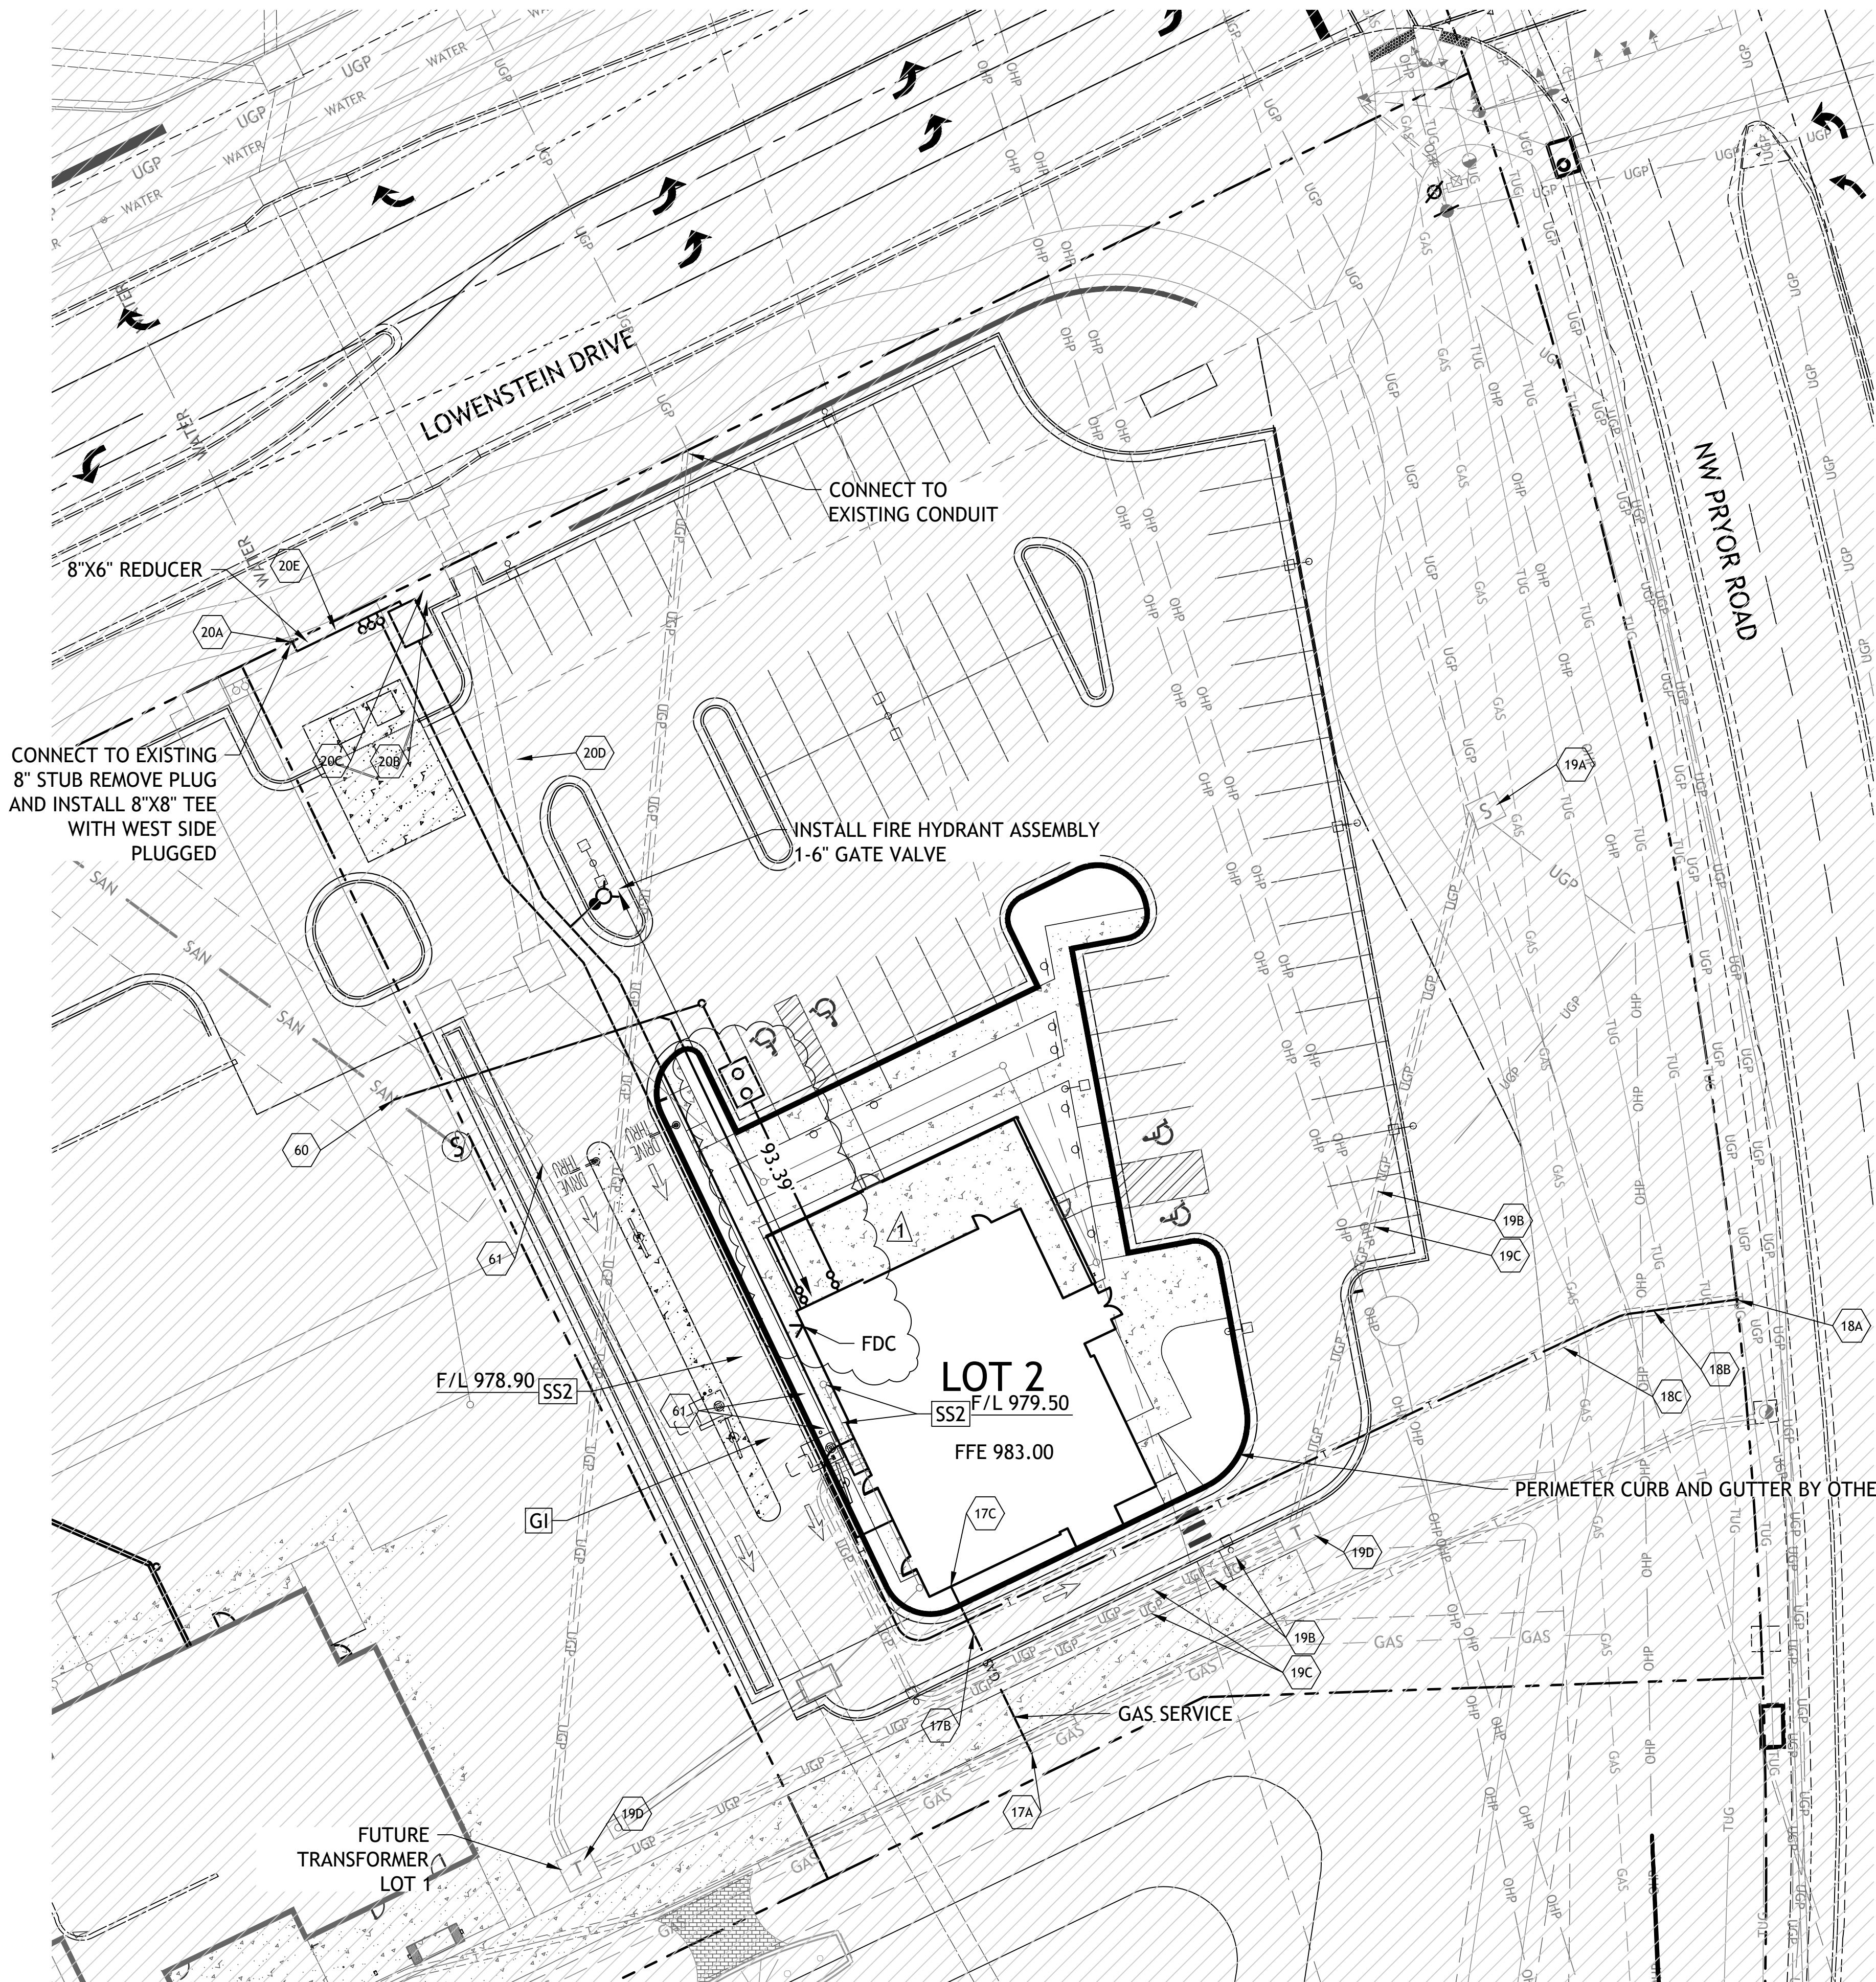 UGP
WATER
OHP
GAS
TUG
LOWENSTEIN DRIVE
NW PRYOR ROAD
CONNECT TO
EXISTING CONDUIT
8"X6" REDUCER
20E
20A
CONNECT TO EXISTING
8" STUB REMOVE PLUG
AND INSTALL 8"X8" TEE
WITH WEST SIDE
PLUGGED
20C
20B
20D
19A
S
INSTALL FIRE HYDRANT ASSEMBLY
1-6" GATE VALVE
SAN
SAN
SAN
SAN
S
60
61
DRIVE
THRU
DRIVE
THRU
93.39'
1
19B
19C
18A
18B
18C
FDC
LOT 2
F/L 978.90
SS2
61
SS2
F/L 979.50
FFE 983.00
GI
PERIMETER CURB AND GUTTER BY OTHE
17C
T
19D
19B
19C
17B
GAS SERVICE
17A
19D
FUTURE
TRANSFORMER
LOT 1
T